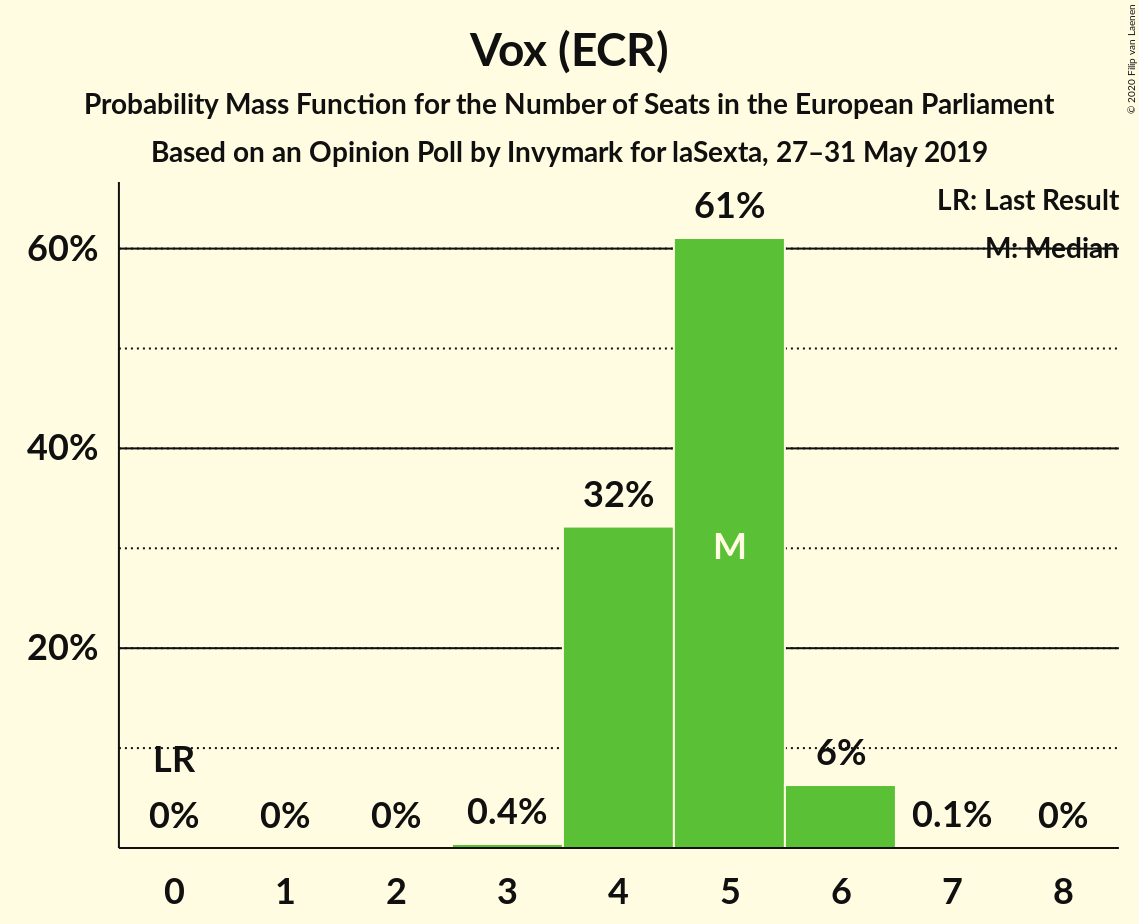 Vox (ECR)
Probability Mass Function for the Number of Seats in the European Parliament
Based on an Opinion Poll by Invymark for laSexta, 27–31 May 2019
© 2020 Filip van Laenen
LR: Last Result
M: Median
60%
40%
20%
61%
32%
M
LR
6%
0%
0%
0%
0.4%
0.1%
0%
0 1 2 3 4 5 6 7 8